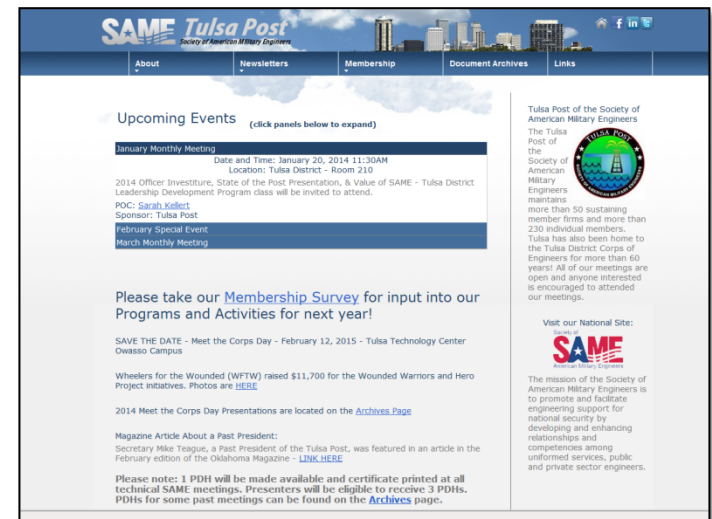 SAME Tulsa Post
Society of American Military Engineers
About
Newsletters
Membership
Document Archives
Links
Upcoming Events (click panels below to expand)
January Monthly Meeting
Date and Time: January 20, 2014 11:30AM
Location: Tulsa District - Room 210
2014 Officer Investiture, State of the Post Presentation, & Value of SAME - Tulsa District
Leadership Development Program class will be invited to attend.
POC: Sarah Kellert
Sponsor: Tulsa Post
February Special Event
March Monthly Meeting
Please take our Membership Survey for input into our
Programs and Activities for next year!
SAVE THE DATE - Meet the Corps Day - February 12, 2015 - Tulsa Technology Center
Owasso Campus
Wheelers for the Wounded (WFTW) raised $11,700 for the Wounded Warriors and Hero
Project initiatives. Photos are HERE
2014 Meet the Corps Day Presentations are located on the Archives Page
Magazine Article About a Past President:
Secretary Mike Teague, a Past President of the Tulsa Post, was featured in an article in the
February edition of the Oklahoma Magazine - LINK HERE
Please note: 1 PDH will be made available and certificate printed at all
technical SAME meetings. Presenters will be eligible to receive 3 PDHs.
PDHs for some past meetings can be found on the Archives page.
Tulsa Post of the Society of
American Military Engineers
The Tulsa
Post of
the
Society of
American
Military
Engineers
maintains
more than 50 sustaining
member firms and more than
230 individual members.
Tulsa has also been home to
the Tulsa District Corps of
Engineers for more than 60
years! All of our meetings are
open and anyone interested
is encouraged to attended
our meetings.
TULSA POST
SOCIETY OF AMERICAN MILITARY ENGINEERS
Visit our National Site:
Society of
SAME
American Military Engineers
The mission of the Society of
American Military Engineers is
to promote and facilitate
engineering support for
national security by
developing and enhancing
relationships and
competencies among
uniformed services, public
and private sector engineers.